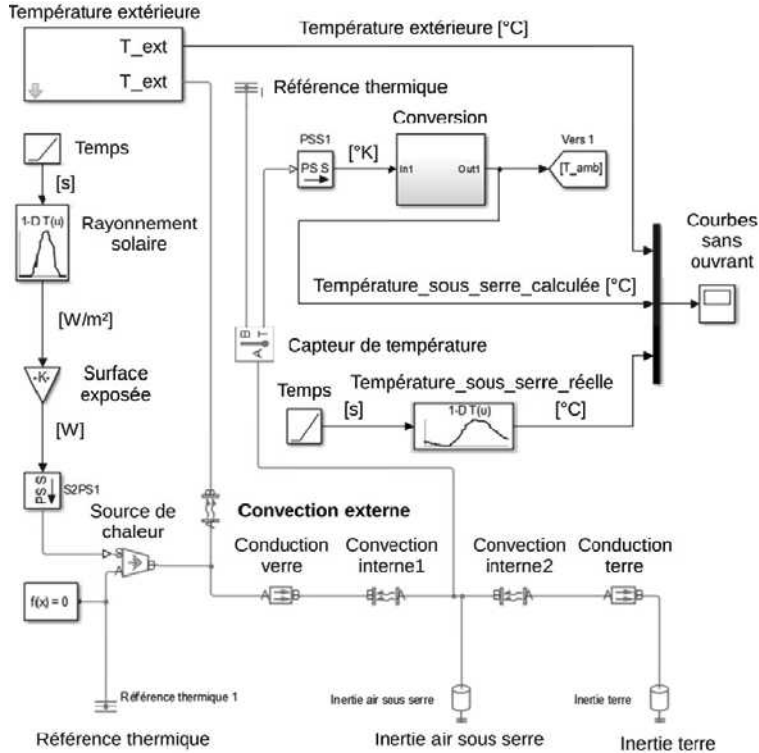 Température extérieure
T_ext
T_ext
Température extérieure [°C]
Référence thermique
Temps
[s]
1-D T(u)
Rayonnement
solaire
[W/m²]
-K-
Surface
exposée
[W]
PS S
S2PS1
Source de
chaleur
S
A
B
f(x) = 0
Référence thermique 1
Référence thermique
PSS1
PS S
[°K]
Conversion
In1
Out1
Vers 1
[T_amb]
Courbes
sans
ouvrant
Température_sous_serre_calculée [°C]
B
T
A
Capteur de température
Temps
[s]
Température_sous_serre_réelle
1-D T(u)
[°C]
Convection externe
Conduction
verre
A
B
Convection
interne1
B
A
Convection
interne2
B
A
Conduction
terre
A
B
Inertie air sous serre
Inertie air sous serre
Inertie terre
Inertie terre